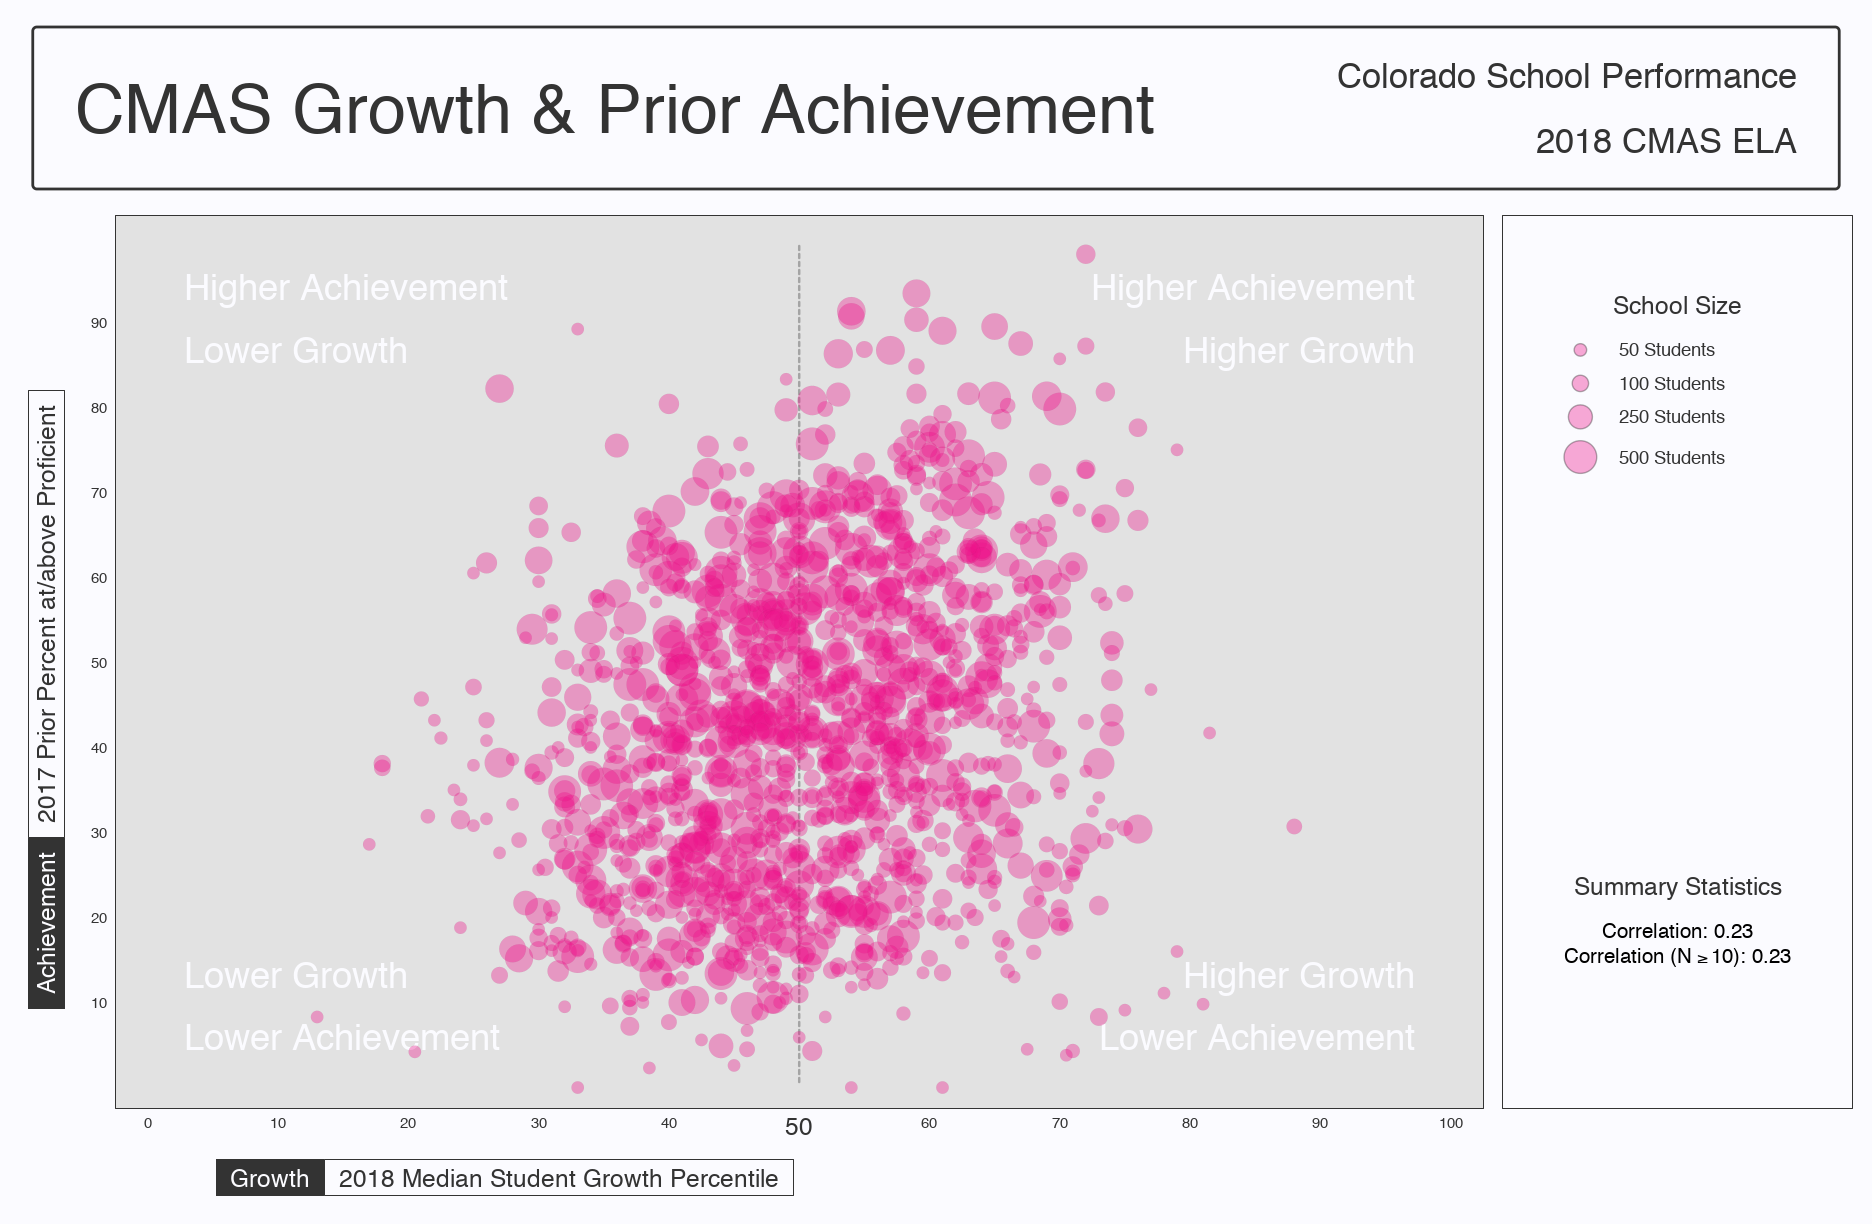 CMAS Growth & Prior Achievement
Colorado School Performance
2018 CMAS ELA
Higher Achievement
Lower Growth
Higher Achievement
Higher Growth
Lower Growth
Lower Achievement
Higher Growth
Lower Achievement
90
80
70
60
50
40
30
20
10
Achievement 2017 Prior Percent at/above Proficient
0 10 20 30 40 50 60 70 80 90 100
Growth 2018 Median Student Growth Percentile
School Size
50 Students
100 Students
250 Students
500 Students
Summary Statistics
Correlation: 0.23
Correlation (N ≥ 10): 0.23